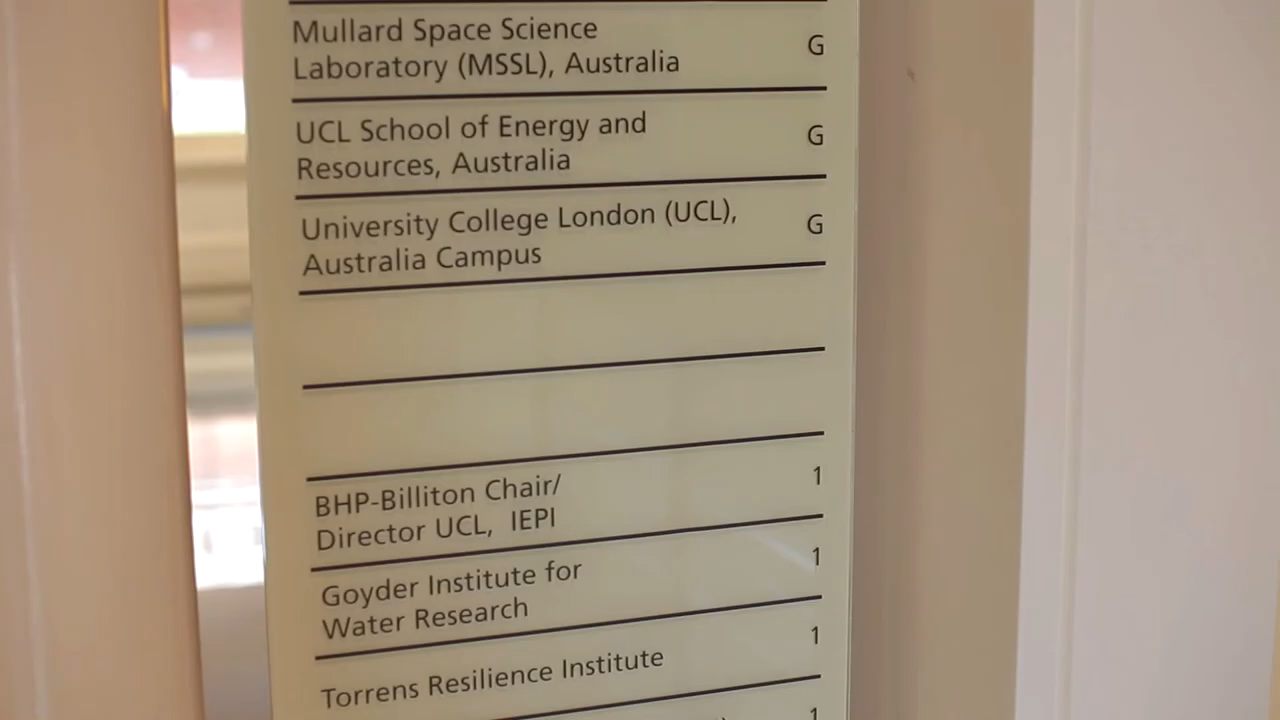 Mullard Space Science
Laboratory (MSSL), Australia G
UCL School of Energy and
Resources, Australia G
University College London (UCL),
Australia Campus G
BHP-Billiton Chair/
Director UCL, IEPI 1
Goyder Institute for
Water Research 1
Torrens Resilience Institute 1
1